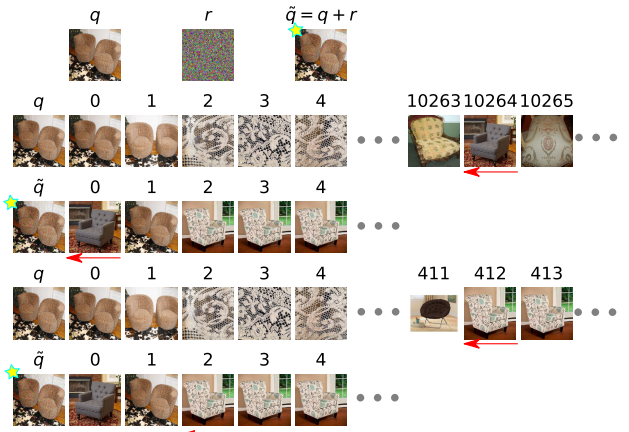 q r q̃ = q + r
q 0 1 2 3 4 10263 10264 10265
q̃ 0 1 2 3 4
q 0 1 2 3 4 411 412 413
q̃ 0 1 2 3 4